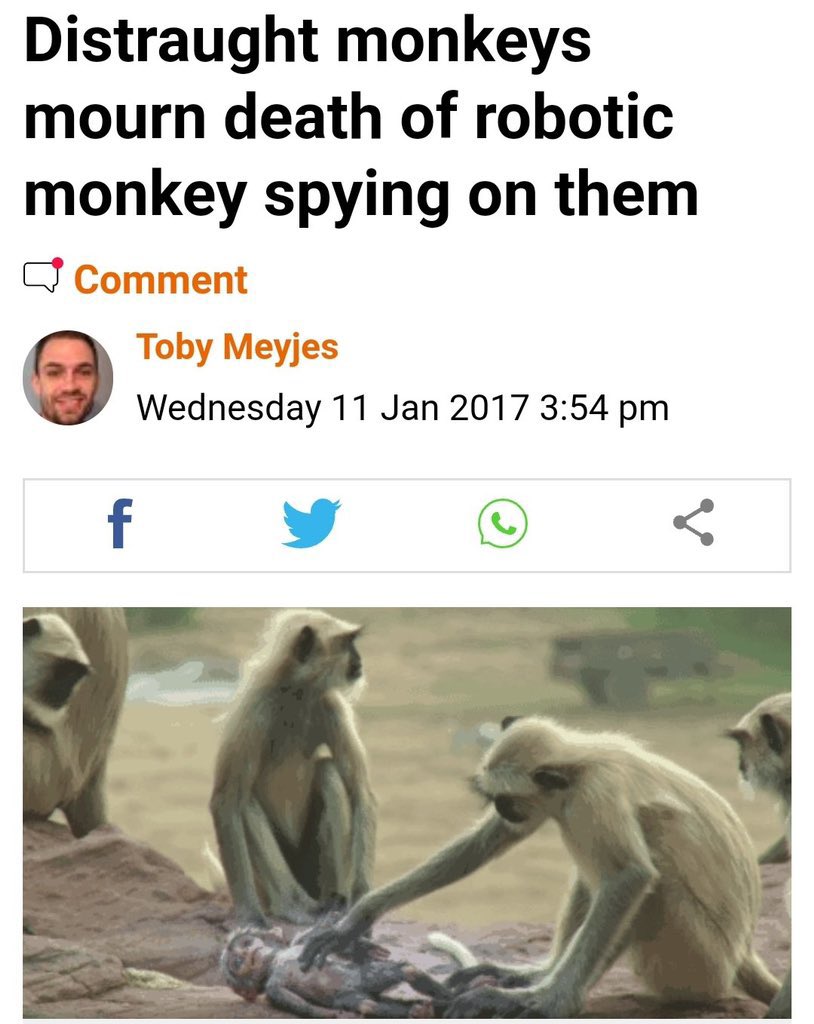 Distraught monkeys
mourn death of robotic
monkey spying on them
Comment
Toby Meyjes
Wednesday 11 Jan 2017 3:54 pm